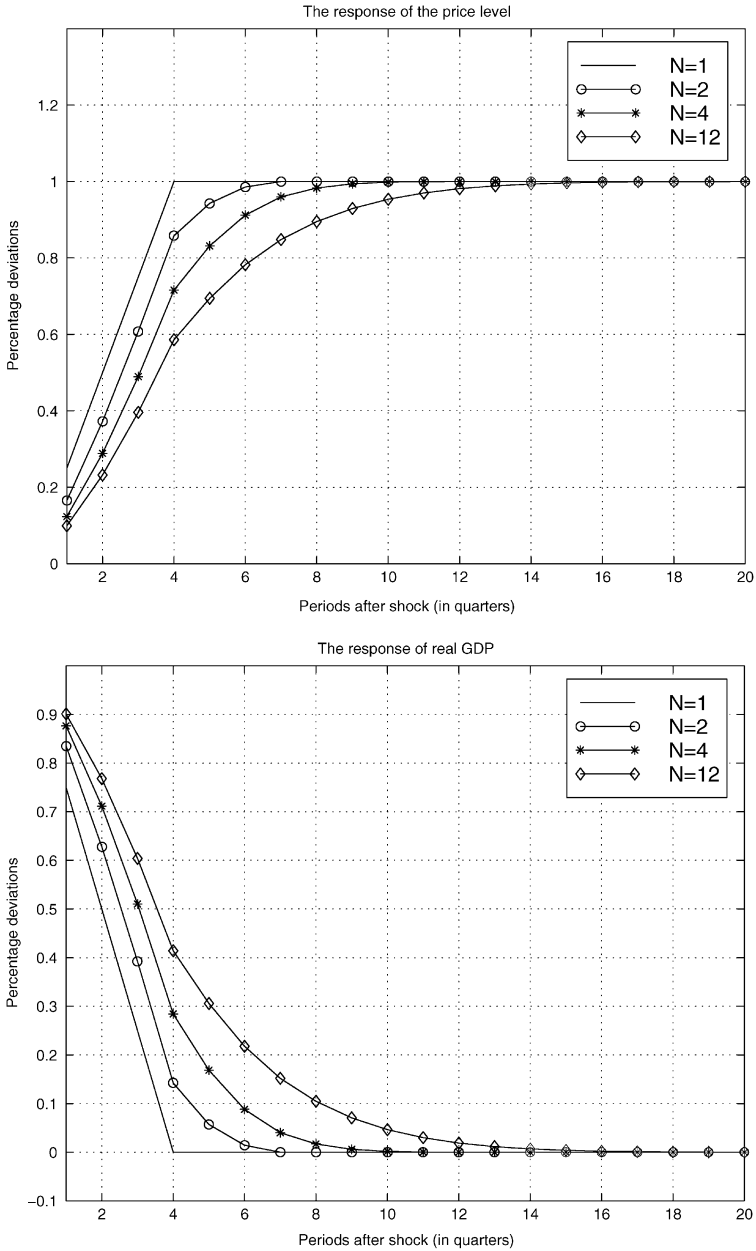 The response of the price level
N=1
N=2
N=4
N=12
1.2
1
0.8
0.6
0.4
0.2
0
Percentage deviations
2 4 6 8 10 12 14 16 18 20
Periods after shock (in quarters)
The response of real GDP
N=1
N=2
N=4
N=12
0.9
0.8
0.7
0.6
0.5
0.4
0.3
0.2
0.1
0
−0.1
Percentage deviations
2 4 6 8 10 12 14 16 18 20
Periods after shock (in quarters)